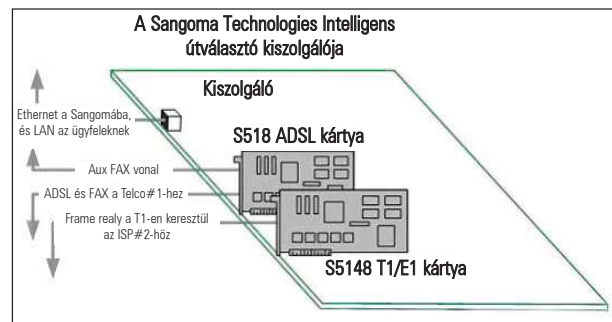 A Sangoma Technologies Intelligens
útválasztó kiszolgálója
Kiszolgáló
Ethernet a Sangomába,
és LAN az ügyfeleknek
S518 ADSL kártya
Aux FAX vonal
ADSL és FAX a Telco#1-hez
Frame realy a T1-en keresztül
az ISP#2-höz
S5148 T1/E1 kártya